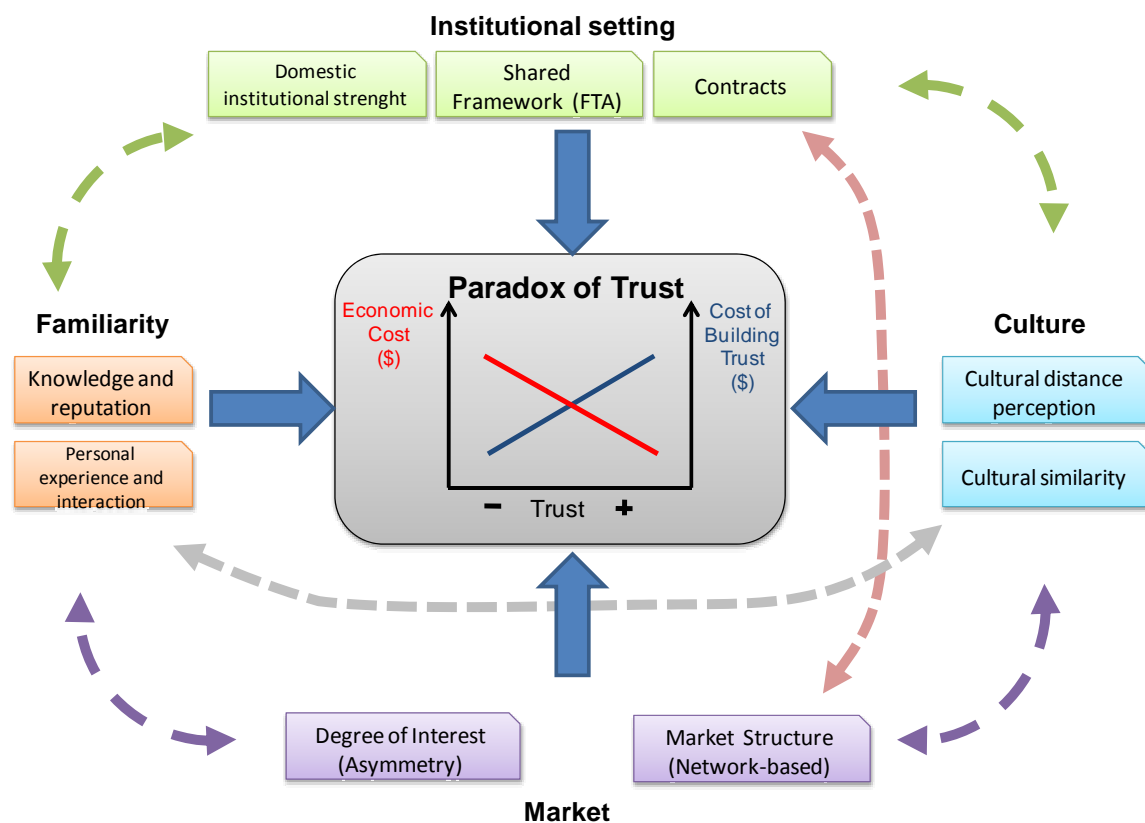 Institutional setting
Domestic
institutional strenght
Shared
Framework (FTA)
Contracts
Paradox of Trust
Economic
Cost
($)
Cost of
Building
Trust
($)
− Trust +
Familiarity
Knowledge and
reputation
Personal
experience and
interaction
Culture
Cultural distance
perception
Cultural similarity
Degree of Interest
(Asymmetry)
Market Structure
(Network-based)
Market